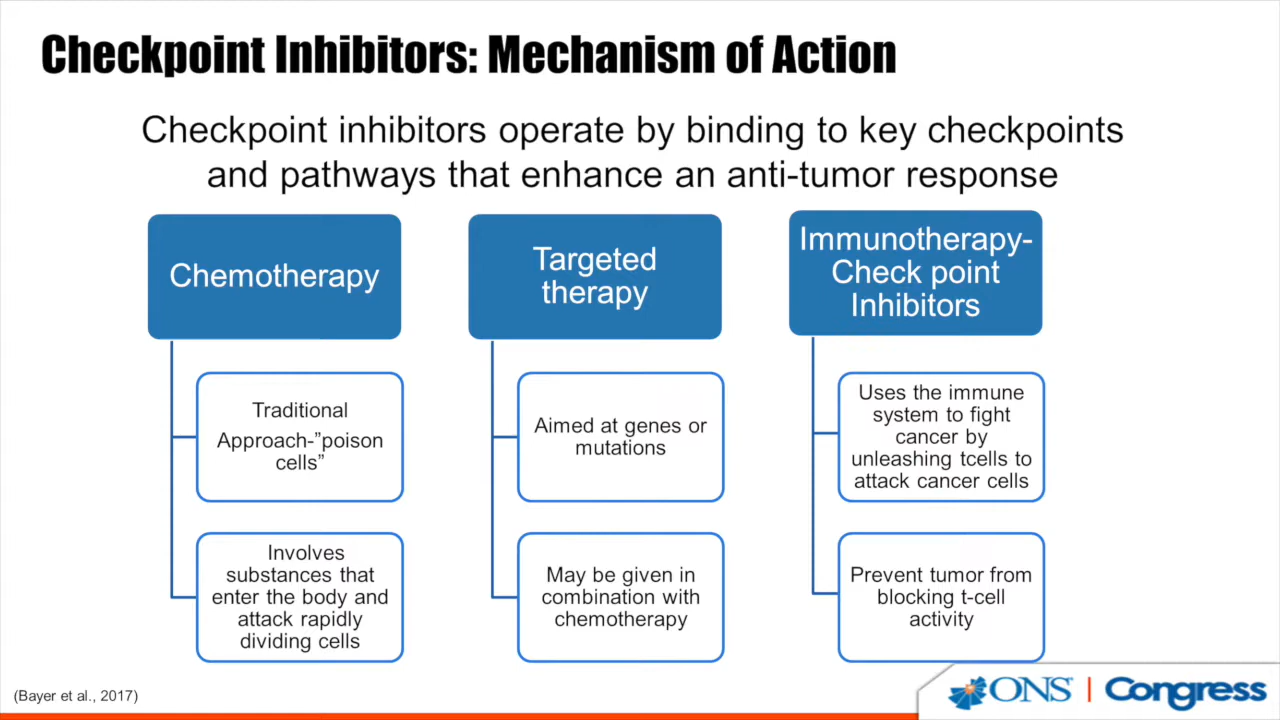 Checkpoint Inhibitors: Mechanism of Action
Checkpoint inhibitors operate by binding to key checkpoints
and pathways that enhance an anti-tumor response
Chemotherapy
Traditional
Approach-”poison
cells”
Involves
substances that
enter the body and
attack rapidly
dividing cells
Targeted
therapy
Aimed at genes or
mutations
May be given in
combination with
chemotherapy
Immunotherapy-
Check point
Inhibitors
Uses the immune
system to fight
cancer by
unleashing tcells to
attack cancer cells
Prevent tumor from
blocking t-cell
activity
(Bayer et al., 2017)
ONS | Congress